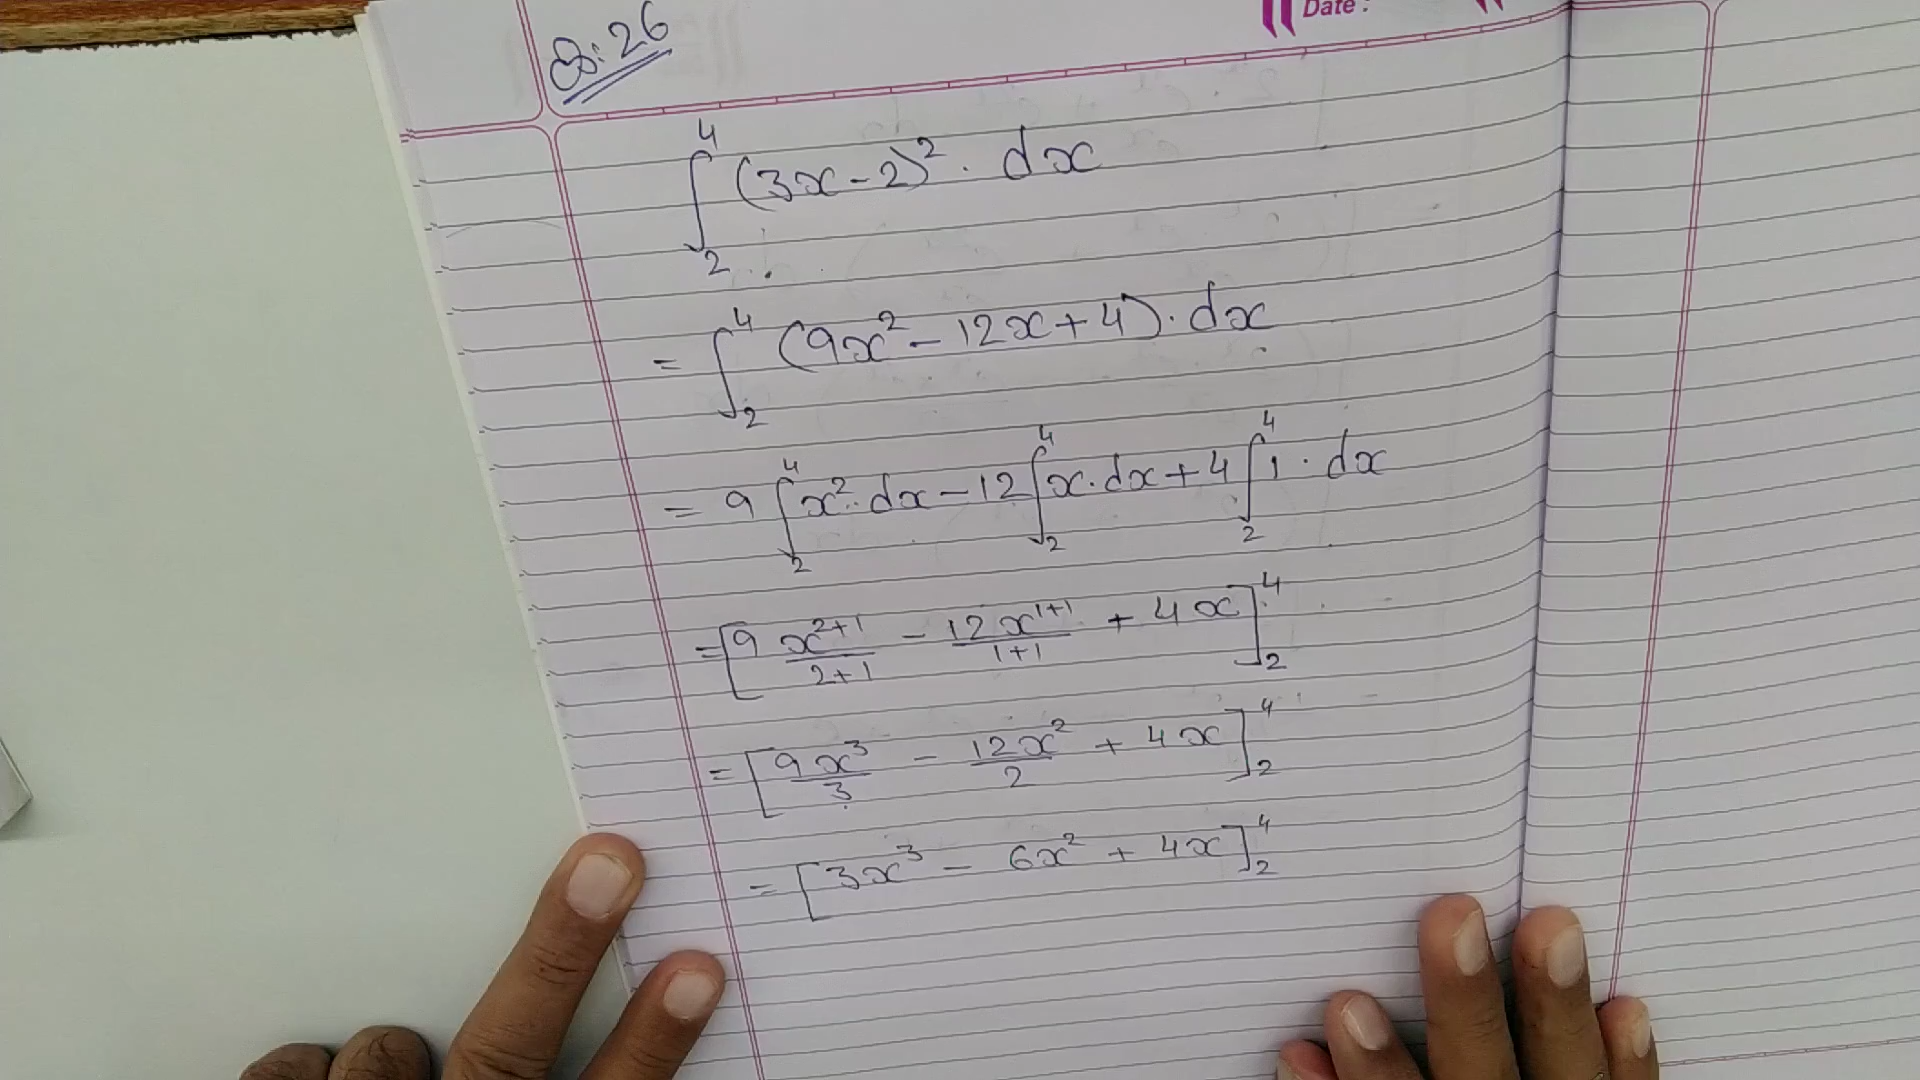 Date :
Q: 26
∫₂⁴ (3x-2)² · dx
= ∫₂⁴ (9x² - 12x + 4) · dx
= 9 ∫₂⁴ x² · dx - 12 ∫₂⁴ x · dx + 4 ∫₂⁴ 1 · dx
= [9 x²⁺¹/2+1 - 12x¹⁺¹/1+1 + 4x]₂⁴
= [9x³/3 - 12x²/2 + 4x]₂⁴
= [3x³ - 6x² + 4x]₂⁴